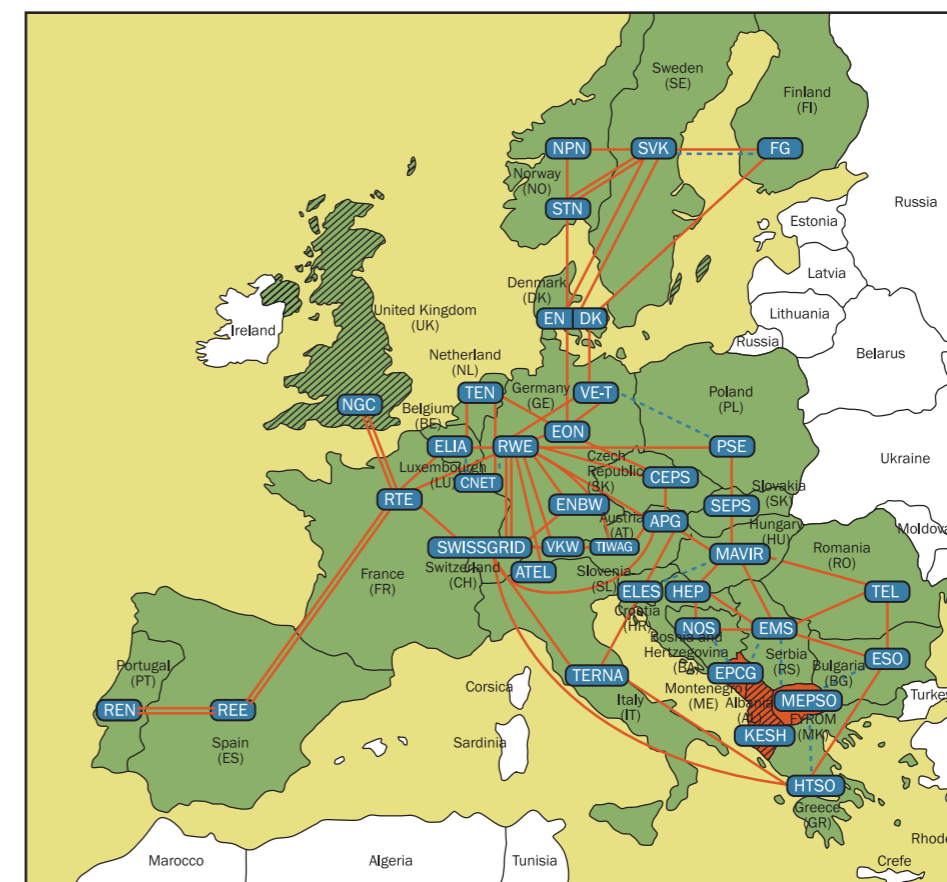 Sweden
(SE)
Finland
(FI)
NPN
SVK
FG
Norway
(NO)
STN
Russia
Estonia
Latvia
Lithuania
Russia
Belarus
Denmark
(DK)
EN
DK
Ireland
United Kingdom
(UK)
Netherland
(NL)
TEN
Germany
(GE)
VE-T
Poland
(PL)
NGC
Belgium
(BE)
EON
ELIA
RWE
PSE
Ukraine
Luxembourgh
(LU)
CNET
Czech
Republic
(SK)
CEPS
Slovakia
(SK)
RTE
ENBW
SEPS
Austria
(AT)
APG
Hungary
(HU)
Moldova
SWISSGRID
VKW
TIWAG
MAVIR
Romania
(RO)
Switzerland
(CH)
ATEL
Slovenia
(SL)
France
(FR)
ELES
HEP
TEL
Croatia
(HR)
NOS
EMS
Bosnia and
Hertzegovina
(BA)
Serbia
(RS)
ESO
Portugal
(PT)
TERNA
EPCG
Bulgaria
(BG)
Corsica
Italy
(IT)
Montenegro
(ME)
Albania
(AL)
MEPSO
Turkey
REN
REE
FYROM
(MK)
KESH
Spain
(ES)
Sardinia
HTSO
Greece
(GR)
Rhode
Marocco
Algeria
Tunisia
Crefe